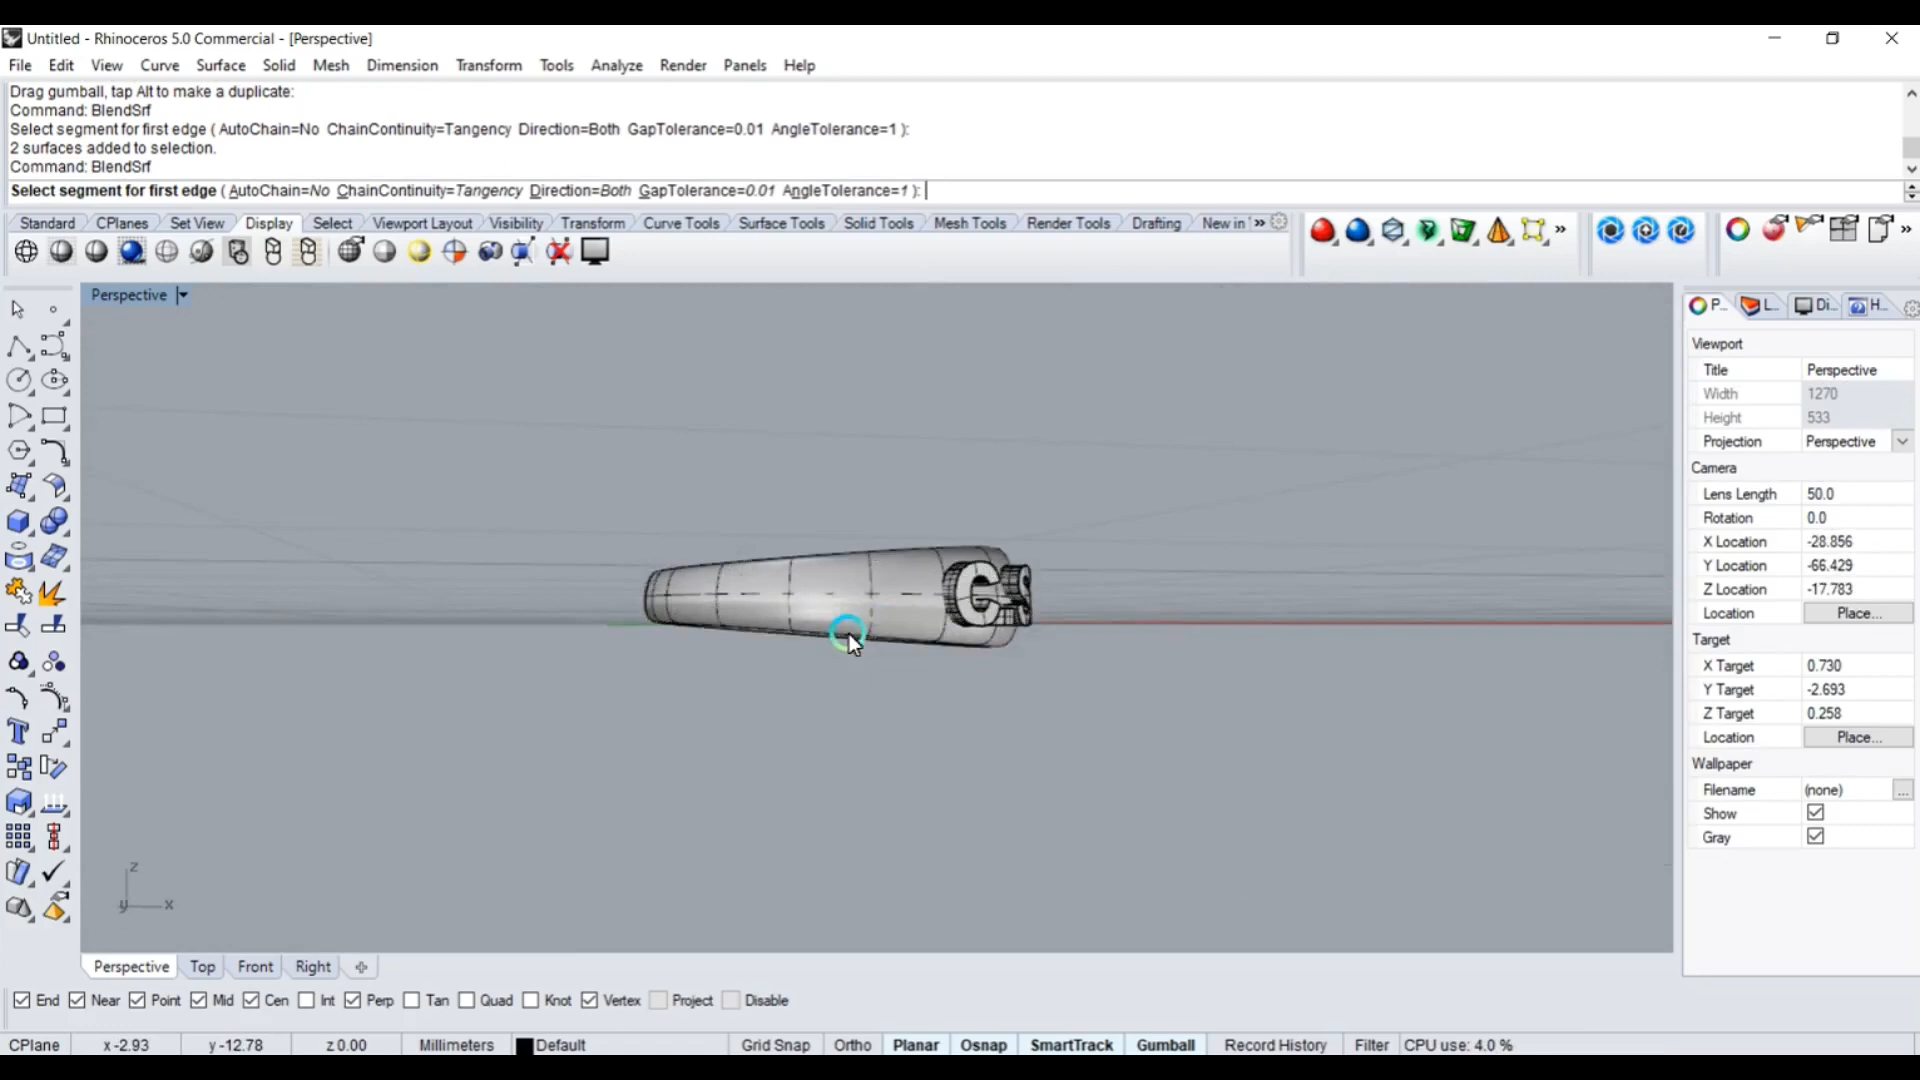 Untitled - Rhinoceros 5.0 Commercial - [Perspective]
File Edit View Curve Surface Solid Mesh Dimension Transform Tools Analyze Render Panels Help
Drag gumball, tap Alt to make a duplicate:
Command: BlendSrf
Select segment for first edge ( AutoChain=No ChainContinuity=Tangency Direction=Both GapTolerance=0.01 AngleTolerance=1 ):
2 surfaces added to selection.
Command: BlendSrf
Select segment for first edge ( AutoChain=No ChainContinuity=Tangency Direction=Both GapTolerance=0.01 AngleTolerance=1 ):
Standard CPlanes Set View Display Select Viewport Layout Visibility Transform Curve Tools Surface Tools Solid Tools Mesh Tools Render Tools Drafting New in
Perspective
P... L... Di... H...
Viewport
Title Perspective
Width 1270
Height 533
Projection Perspective
Camera
Lens Length 50.0
Rotation 0.0
X Location -28.856
Y Location -66.429
Z Location -17.783
Location Place...
Target
X Target 0.730
Y Target -2.693
Z Target 0.258
Location Place...
Wallpaper
Filename (none) ...
Show
Gray
z
y x
Perspective Top Front Right
End Near Point Mid Cen Int Perp Tan Quad Knot Vertex Project Disable
CPlane x -2.93 y -12.78 z 0.00 Millimeters Default Grid Snap Ortho Planar Osnap SmartTrack Gumball Record History Filter CPU use: 4.0 %